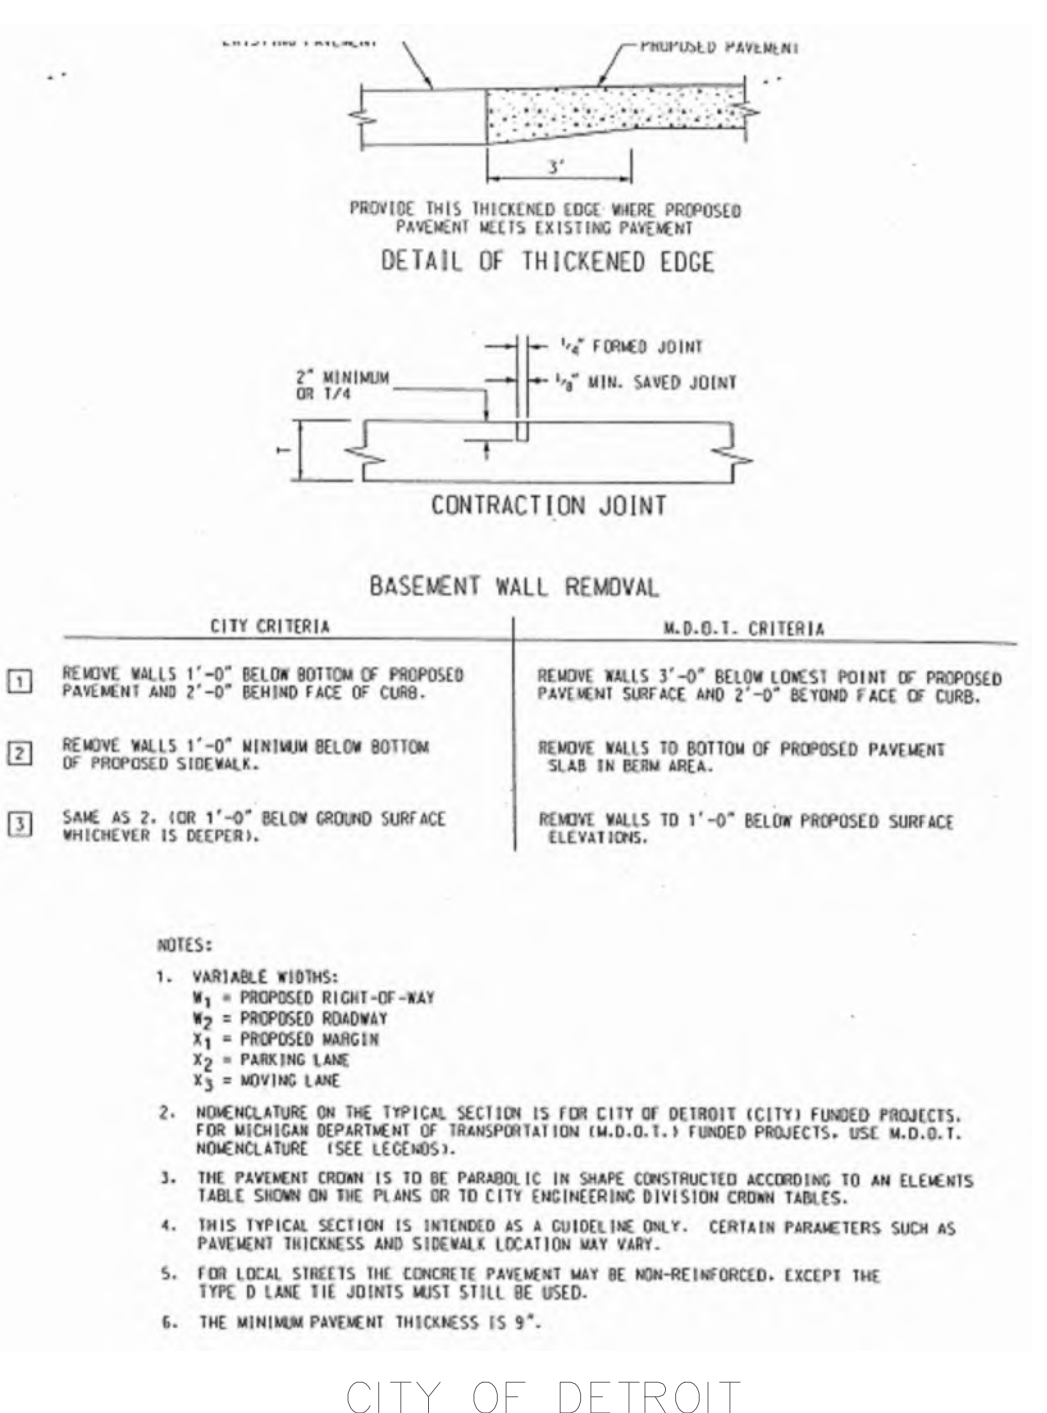 PROPOSED PAVEMENT
3'
PROVIDE THIS THICKENED EDGE WHERE PROPOSED
PAVEMENT MEETS EXISTING PAVEMENT
DETAIL OF THICKENED EDGE
1/4" FORMED JOINT
2" MINIMUM
OR T/4
1/8" MIN. SAVED JOINT
T
CONTRACTION JOINT
BASEMENT WALL REMOVAL
CITY CRITERIA
M.D.O.T. CRITERIA
1
REMOVE WALLS 1'-0" BELOW BOTTOM OF PROPOSED
PAVEMENT AND 2'-0" BEHIND FACE OF CURB.
REMOVE WALLS 3'-0" BELOW LOWEST POINT OF PROPOSED
PAVEMENT SURFACE AND 2'-0" BEYOND FACE OF CURB.
2
REMOVE WALLS 1'-0" MINIMUM BELOW BOTTOM
OF PROPOSED SIDEWALK.
REMOVE WALLS TO BOTTOM OF PROPOSED PAVEMENT
SLAB IN BERM AREA.
3
SAME AS 2. (OR 1'-0" BELOW GROUND SURFACE
WHICHEVER IS DEEPER).
REMOVE WALLS TO 1'-0" BELOW PROPOSED SURFACE
ELEVATIONS.
NOTES:
1. VARIABLE WIDTHS:
W1 = PROPOSED RIGHT-OF-WAY
W2 = PROPOSED ROADWAY
X1 = PROPOSED MARGIN
X2 = PARKING LANE
X3 = MOVING LANE
2. NOMENCLATURE ON THE TYPICAL SECTION IS FOR CITY OF DETROIT (CITY) FUNDED PROJECTS.
FOR MICHIGAN DEPARTMENT OF TRANSPORTATION (M.D.O.T.) FUNDED PROJECTS. USE M.D.O.T.
NOMENCLATURE (SEE LEGENDS).
3. THE PAVEMENT CROWN IS TO BE PARABOLIC IN SHAPE CONSTRUCTED ACCORDING TO AN ELEMENTS
TABLE SHOWN ON THE PLANS OR TO CITY ENGINEERING DIVISION CROWN TABLES.
4. THIS TYPICAL SECTION IS INTENDED AS A GUIDELINE ONLY. CERTAIN PARAMETERS SUCH AS
PAVEMENT THICKNESS AND SIDEWALK LOCATION MAY VARY.
5. FOR LOCAL STREETS THE CONCRETE PAVEMENT MAY BE NON-REINFORCED. EXCEPT THE
TYPE D LANE TIE JOINTS MUST STILL BE USED.
6. THE MINIMUM PAVEMENT THICKNESS IS 9".
CITY OF DETROIT